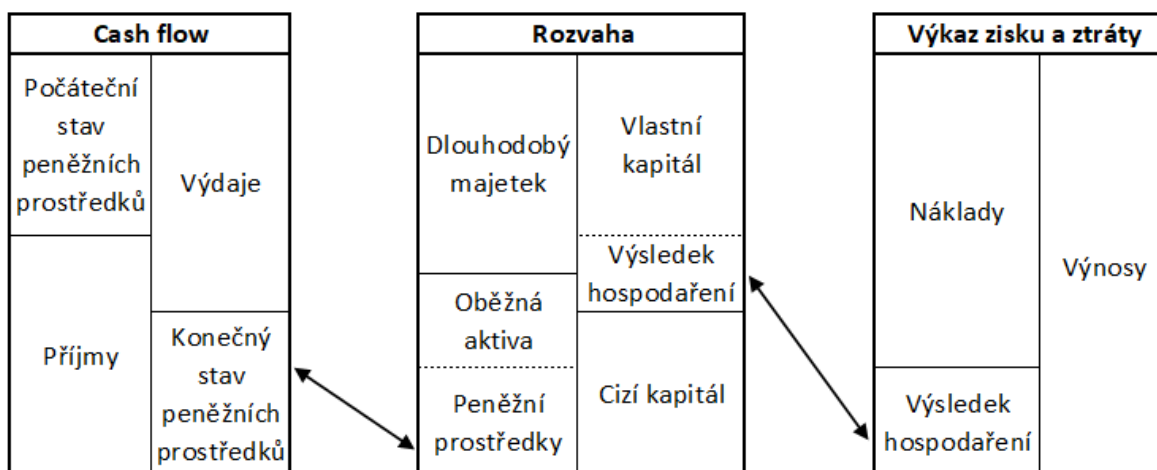 Cash flow
Počáteční
stav
peněžních
prostředků
Výdaje
Příjmy
Konečný
stav
peněžních
prostředků
Rozvaha
Dlouhodobý
majetek
Vlastní
kapitál
Výsledek
hospodaření
Oběžná
aktiva
Peněžní
prostředky
Cizí kapitál
Výkaz zisku a ztráty
Náklady
Výnosy
Výsledek
hospodaření